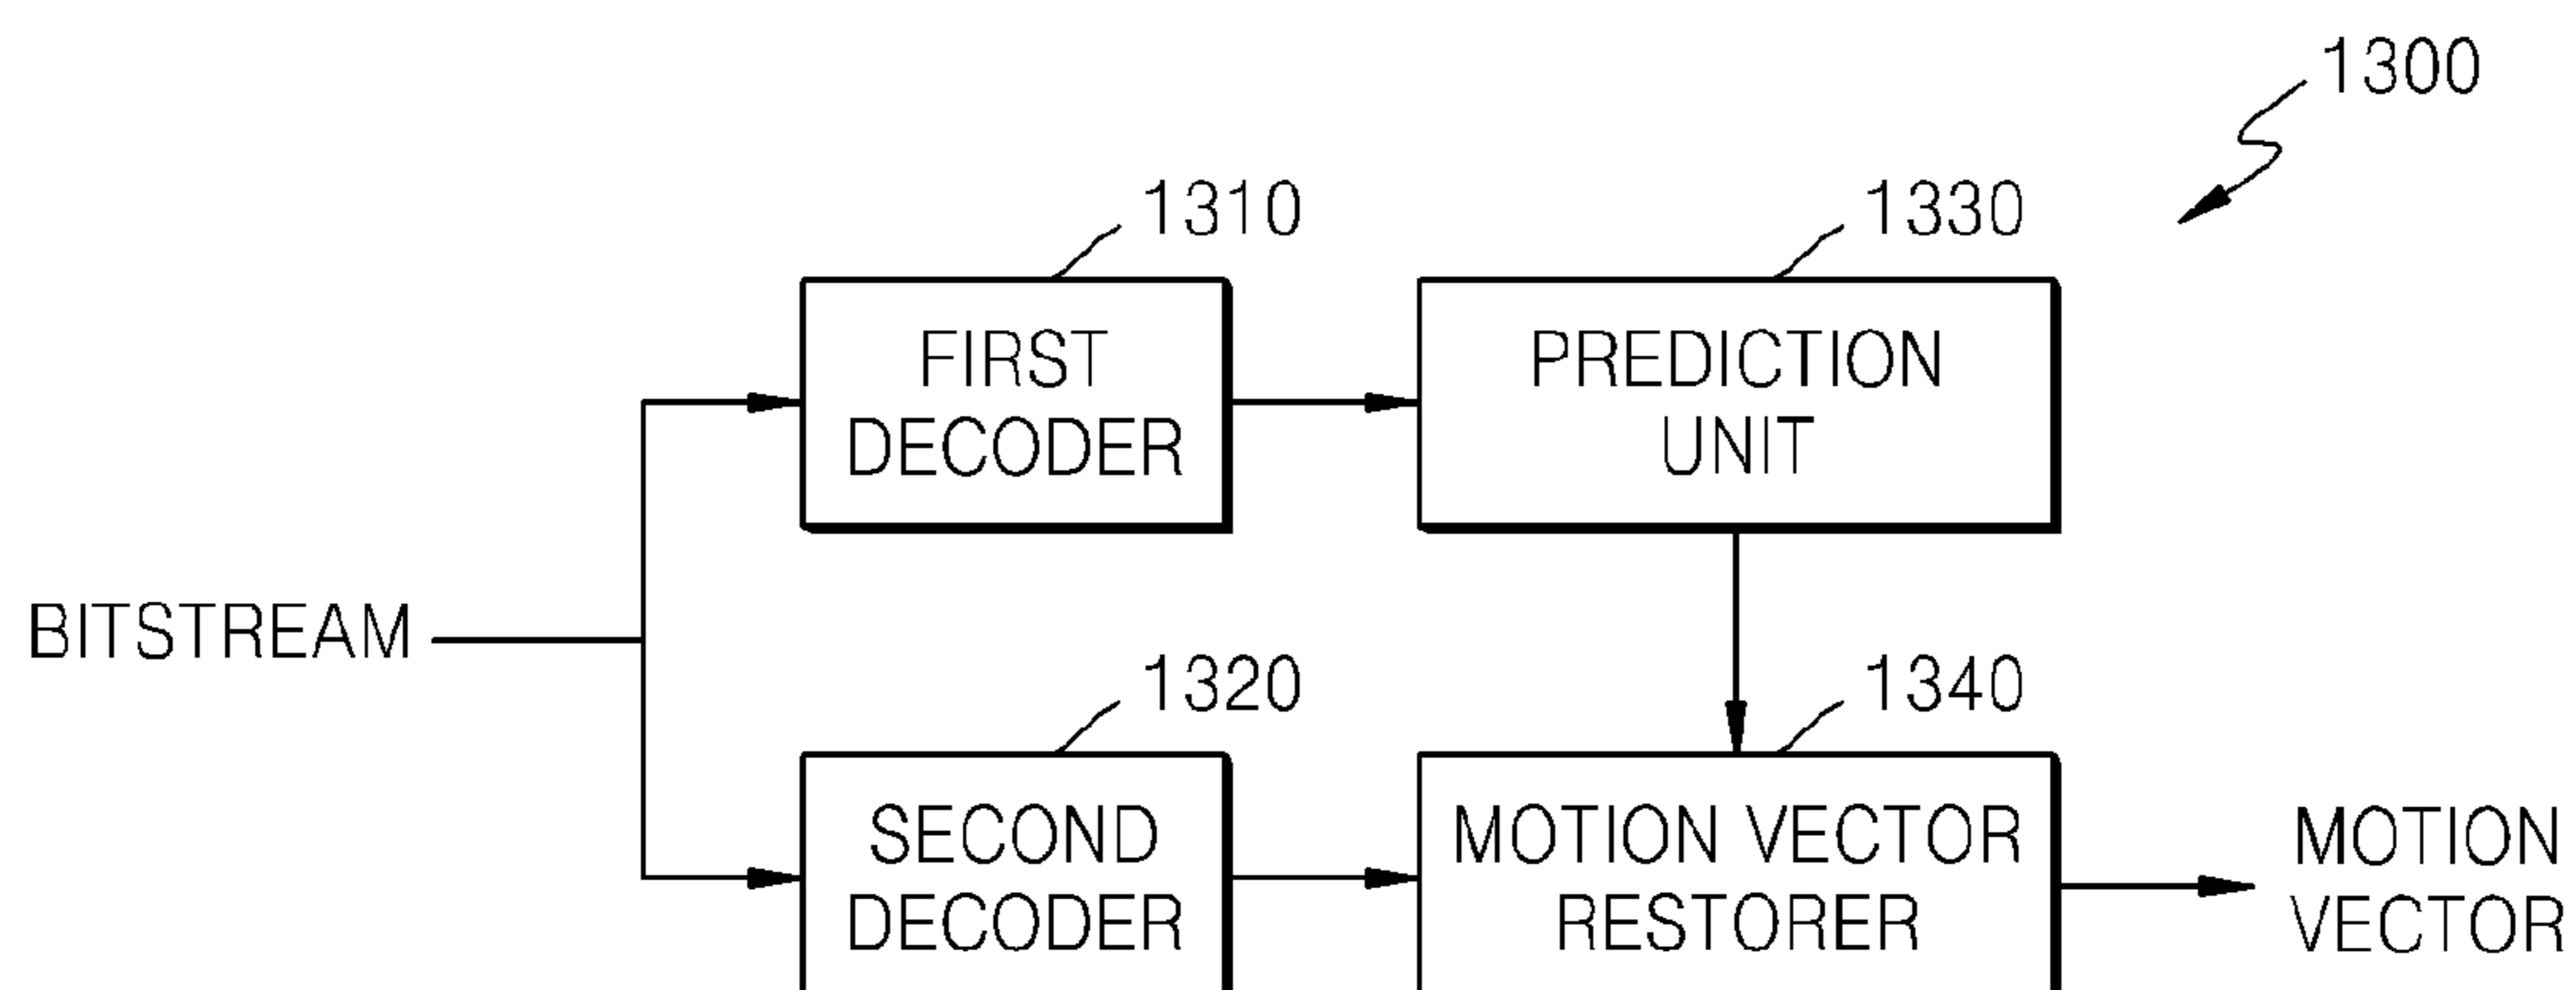 1300
1310
1330
FIRST
DECODER
PREDICTION
UNIT
BITSTREAM
1320
1340
SECOND
DECODER
MOTION VECTOR
RESTORER
MOTION
VECTOR